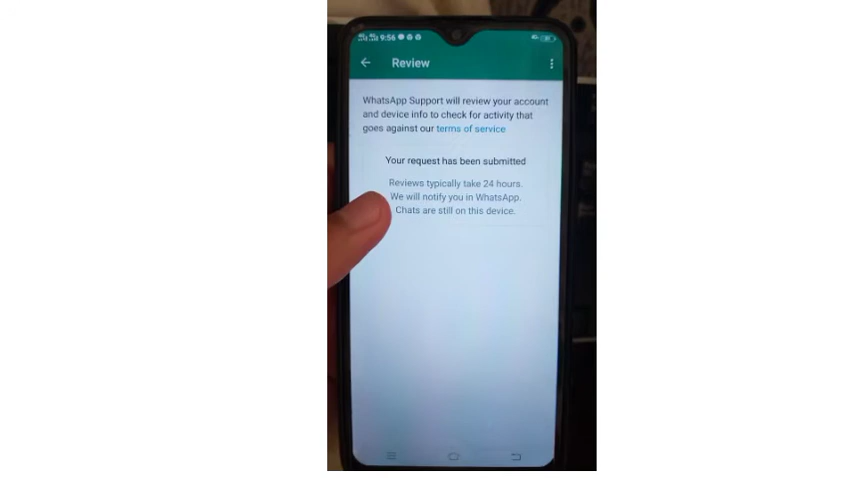 9:56
Review
WhatsApp Support will review your account
and device info to check for activity that
goes against our terms of service
Your request has been submitted
Reviews typically take 24 hours.
We will notify you in WhatsApp.
Chats are still on this device.